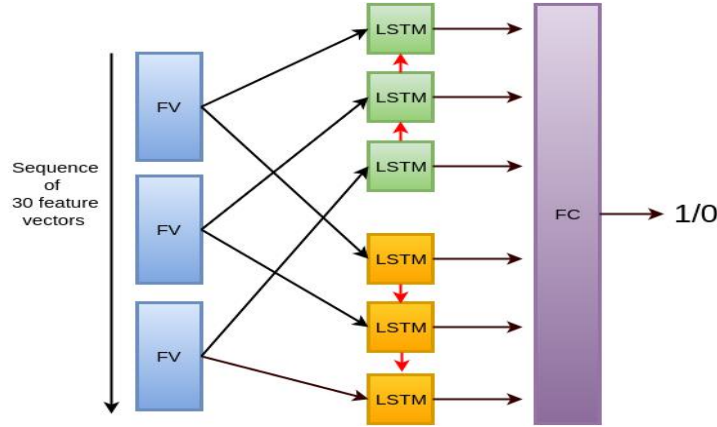 Sequence
of
30 feature
vectors
FV
FV
FV
LSTM
LSTM
LSTM
LSTM
LSTM
LSTM
FC
1/0